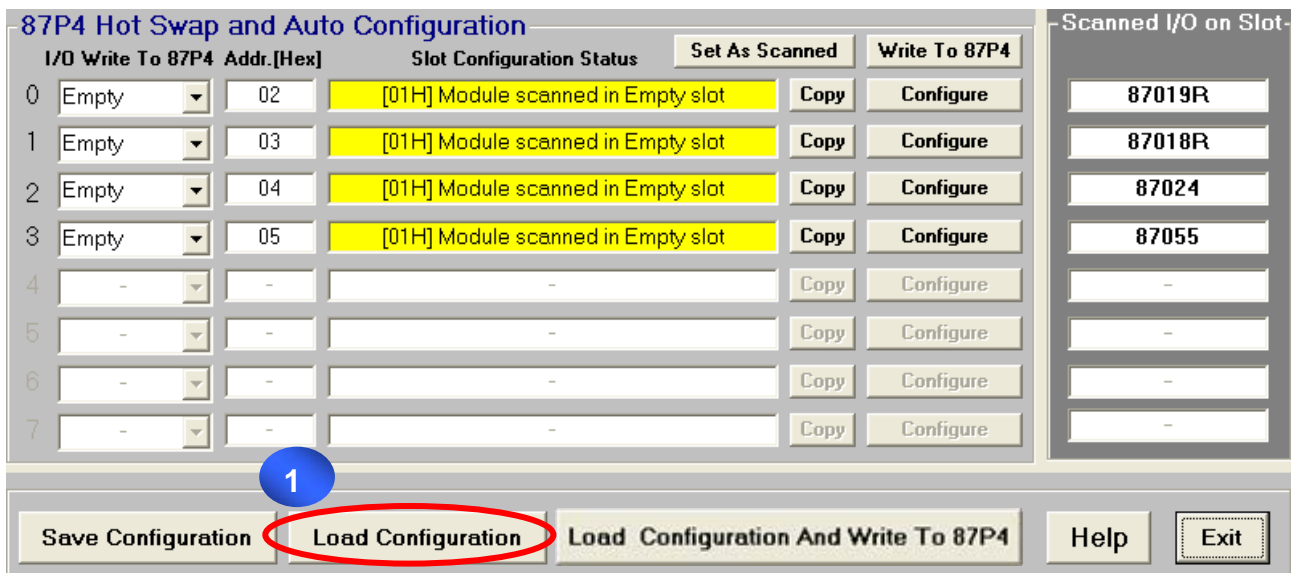 87P4 Hot Swap and Auto Configuration
Scanned I/O on Slot
I/O Write To 87P4 Addr.[Hex] Slot Configuration Status Set As Scanned Write To 87P4
0 Empty 02 [01H] Module scanned in Empty slot Copy Configure 87019R
1 Empty 03 [01H] Module scanned in Empty slot Copy Configure 87018R
2 Empty 04 [01H] Module scanned in Empty slot Copy Configure 87024
3 Empty 05 [01H] Module scanned in Empty slot Copy Configure 87055
4 - - - Copy Configure -
5 - - - Copy Configure -
6 - - - Copy Configure -
7 - - - Copy Configure -
1
Save Configuration Load Configuration Load Configuration And Write To 87P4 Help Exit